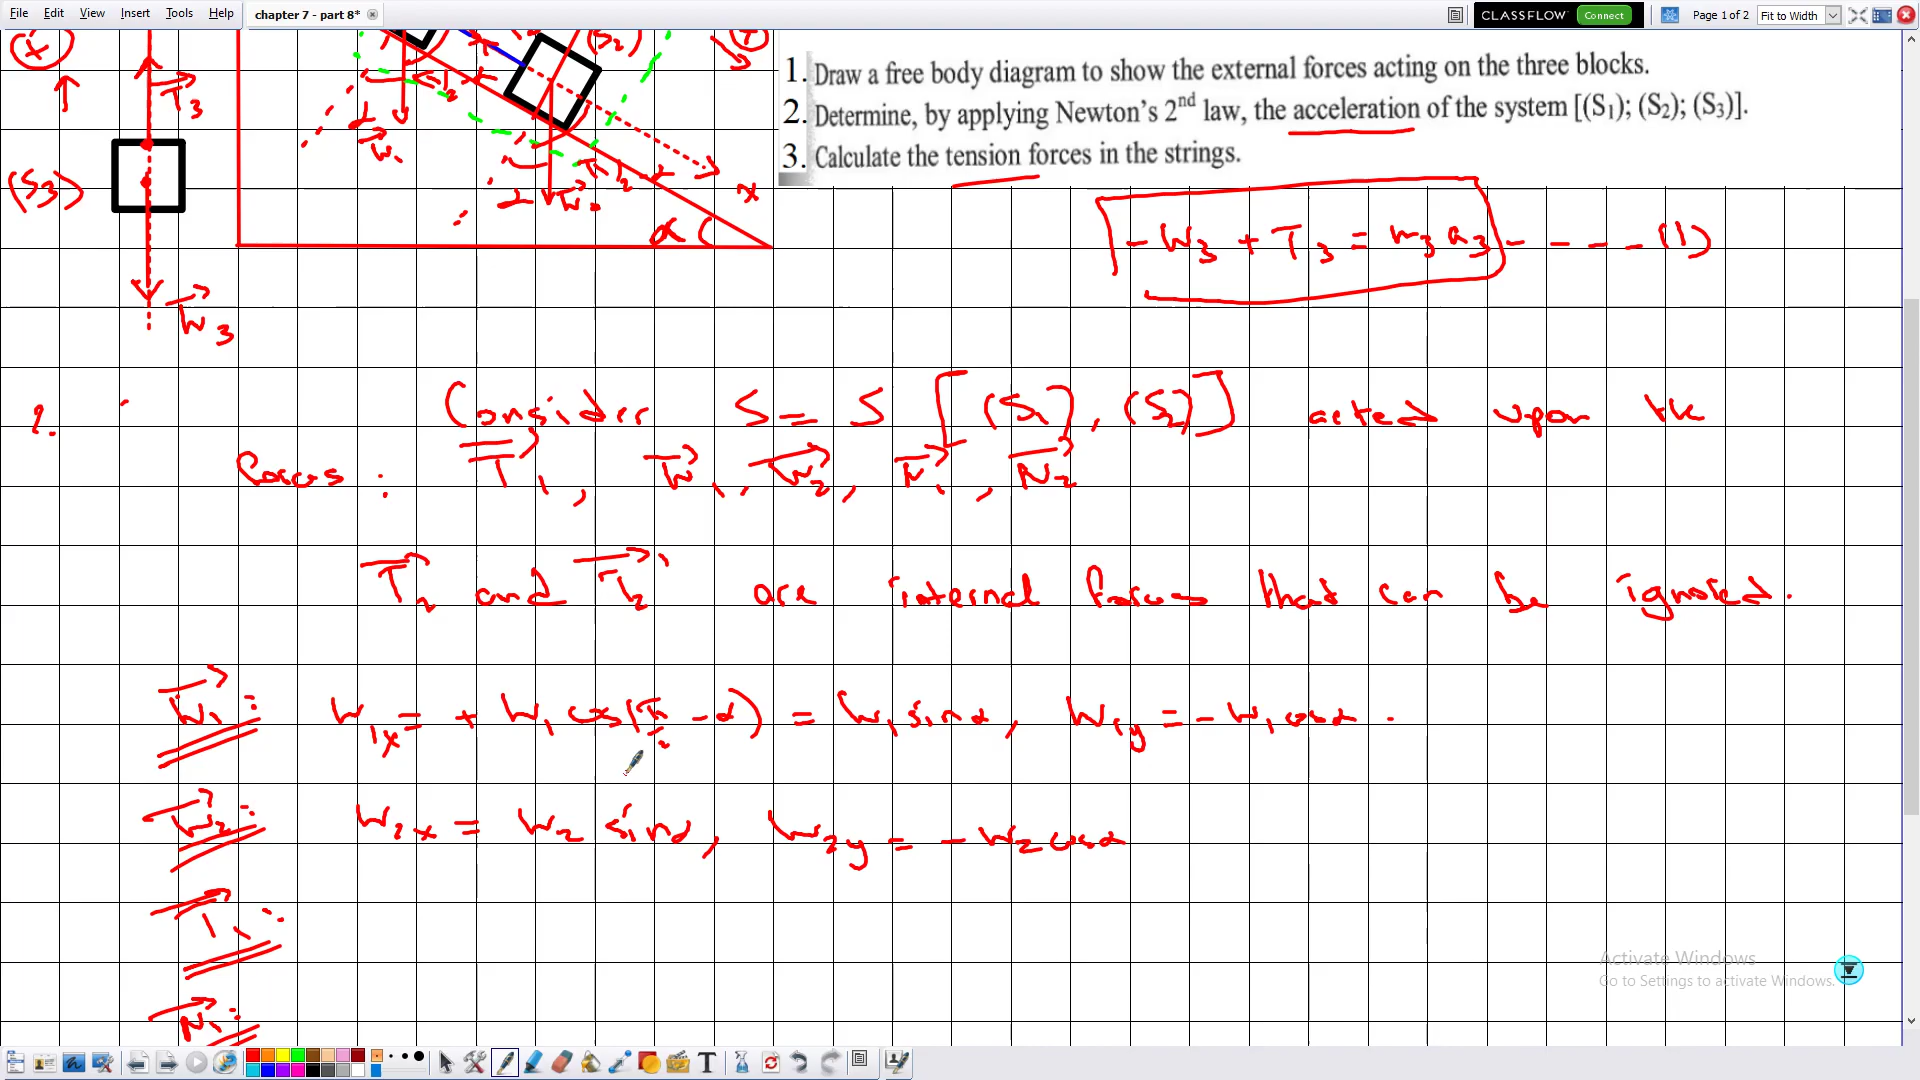 File Edit View Insert Tools Help chapter 7 - part 8* CLASSFLOW Connect Page 1 of 2 Fit to Width
(+) T3 (S2) (+)
1. Draw a free body diagram to show the external forces acting on the three blocks.
2. Determine, by applying Newton's 2nd law, the acceleration of the system [(S1); (S2); (S3)].
3. Calculate the tension forces in the strings.
(S3) α W1 π/2 - α α W2 x α
- W3 + T3 = m3 a3 - - - - (1)
W3
2. Consider S = S [(S1), (S2)] acted upon the
forces : T1, W1, W2, N1, N2
T2 and T2' are internal forces that can be ignored.
W1: W1x = + W1 cos(π/2 - α) = W1 sin α, W1y = - W1 cos α .
W2: W2x = W2 sin α, W2y = - W2 cos α
T1:
N1:
Activate Windows
Go to Settings to activate Windows.
T